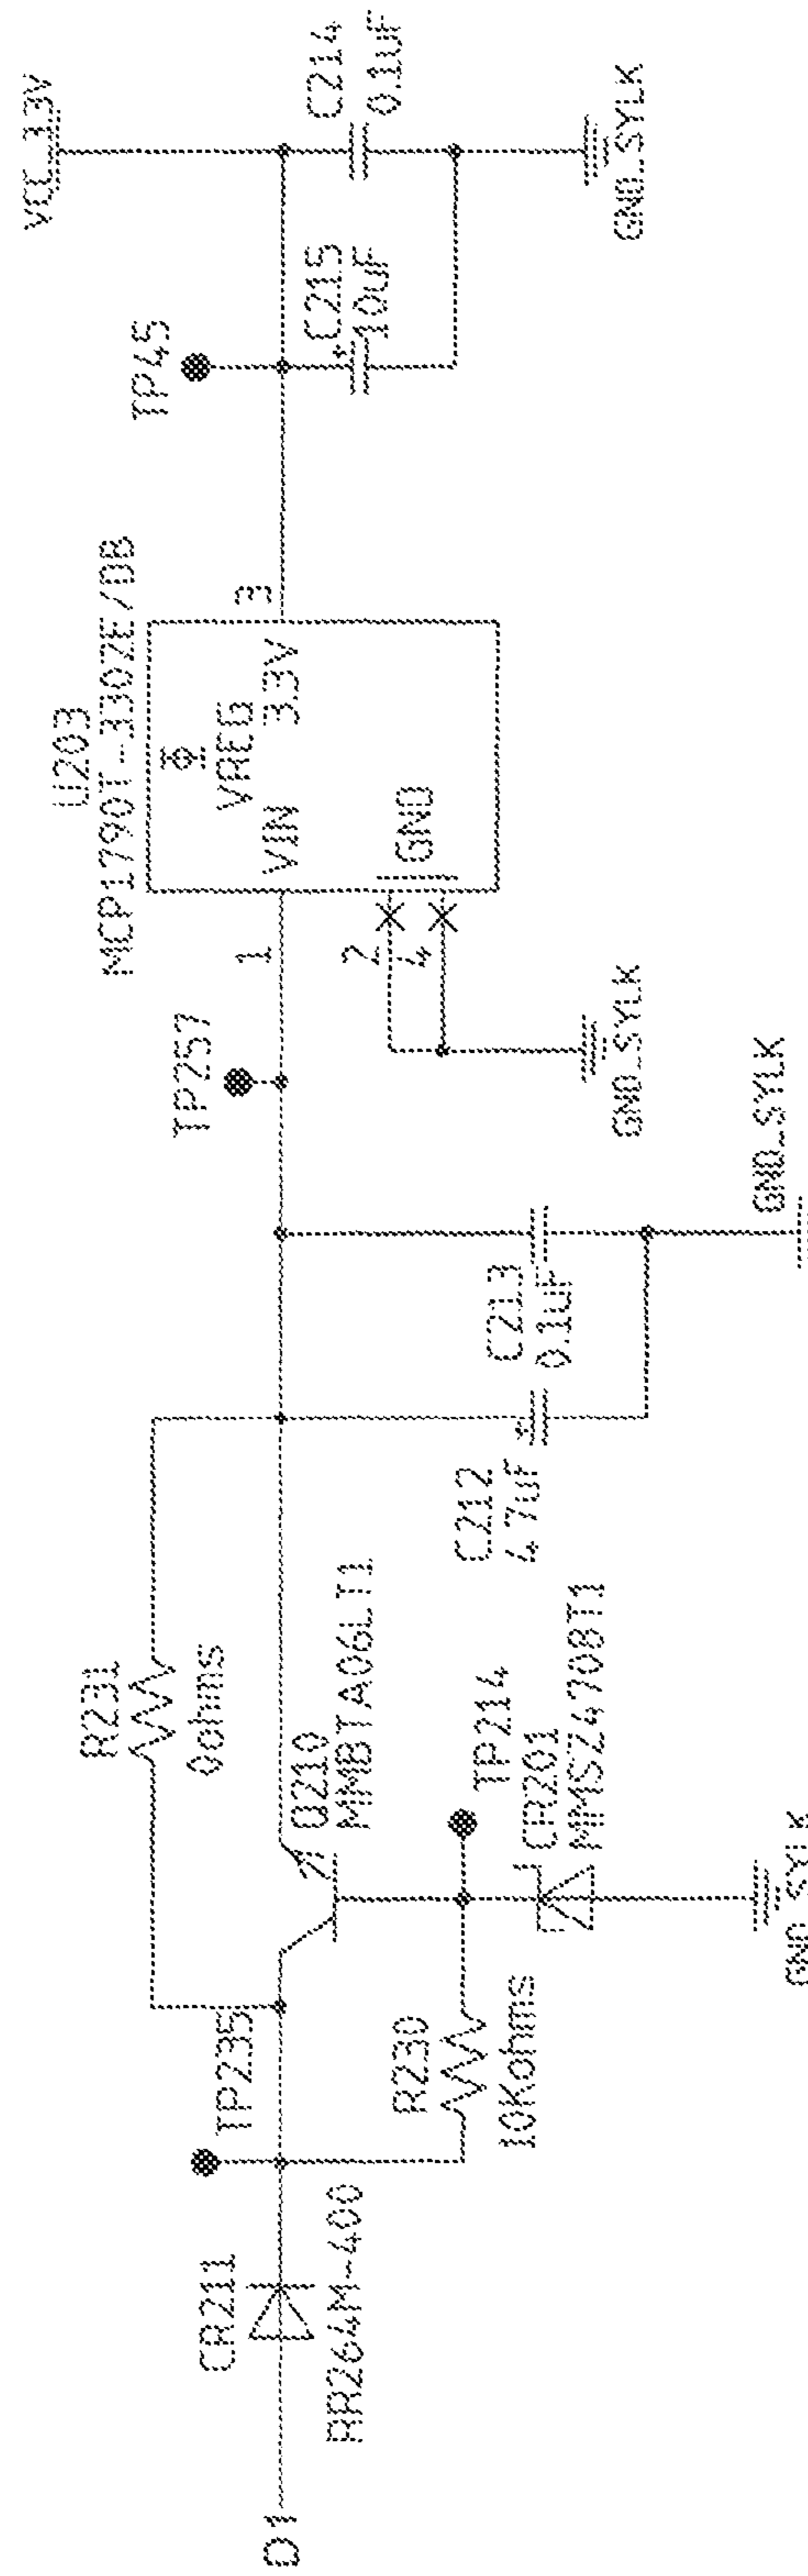 D1
CR211
RR264M-400
TP235
R230
10Kohms
R231
0ohms
Q210
MMBTA06LT1
TP214
CR201
MMSZ4708T1
GND_SYLK
C212
4.7uF
C213
0.1uF
GND_SYLK
TP257
1
2
4
GND_SYLK
U203
MCP1790T-3302E/DB
VREG
VIN
3.3V
GND
3
TP45
C215
10uF
C214
0.1uF
VCC_3.3V
GND_SYLK